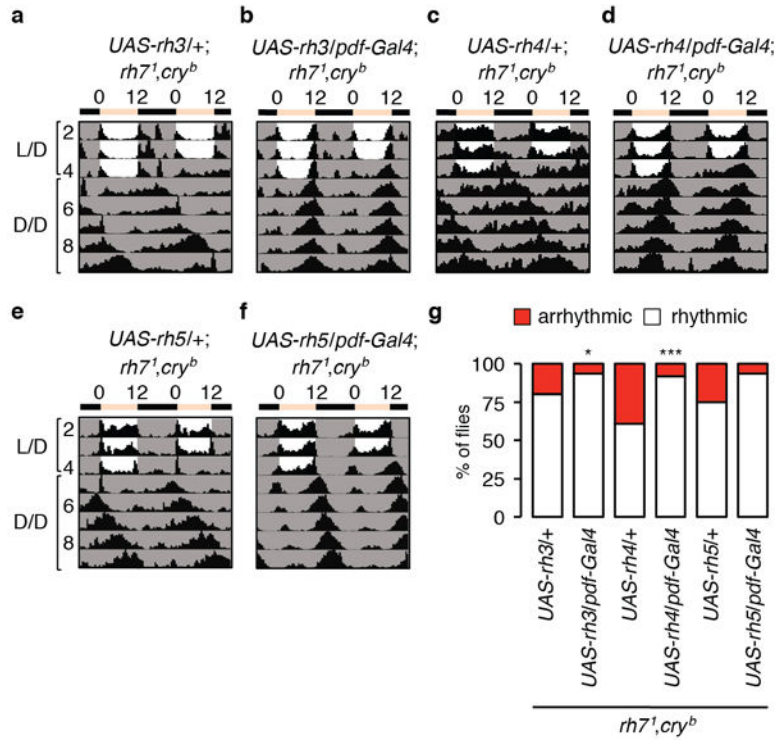 a
UAS-rh3/+;
rh7¹,cryᵇ
0 12 0 12
L/D
D/D
2
4
6
8
b
UAS-rh3/pdf-Gal4;
rh7¹,cryᵇ
0 12 0 12
c
UAS-rh4/+;
rh7¹,cryᵇ
0 12 0 12
d
UAS-rh4/pdf-Gal4;
rh7¹,cryᵇ
0 12 0 12
e
UAS-rh5/+;
rh7¹,cryᵇ
0 12 0 12
L/D
D/D
2
4
6
8
f
UAS-rh5/pdf-Gal4;
rh7¹,cryᵇ
0 12 0 12
g
arrhythmic rhythmic
* ***
% of flies
100
75
50
25
0
UAS-rh3/+
UAS-rh3/pdf-Gal4
UAS-rh4/+
UAS-rh4/pdf-Gal4
UAS-rh5/+
UAS-rh5/pdf-Gal4
rh7¹,cryᵇ